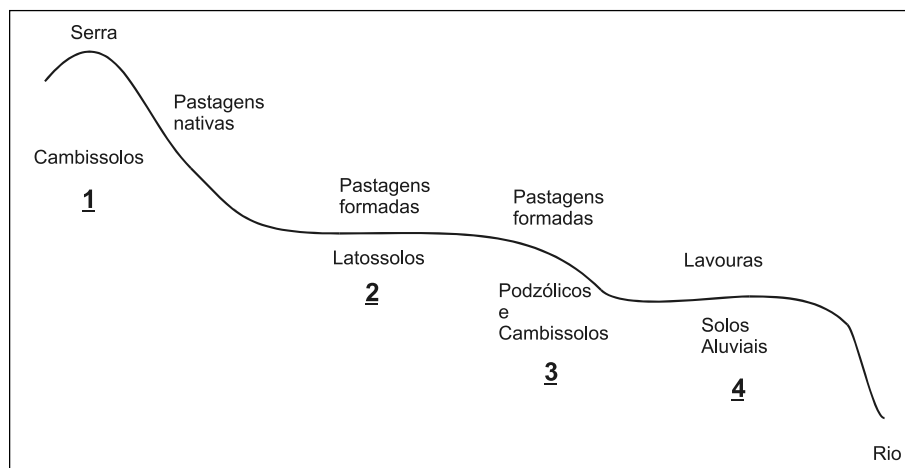 Serra
Pastagens
nativas
Cambissolos
1
Pastagens
formadas
Latossolos
2
Pastagens
formadas
Podzólicos
e
Cambissolos
3
Lavouras
Solos
Aluviais
4
Rio